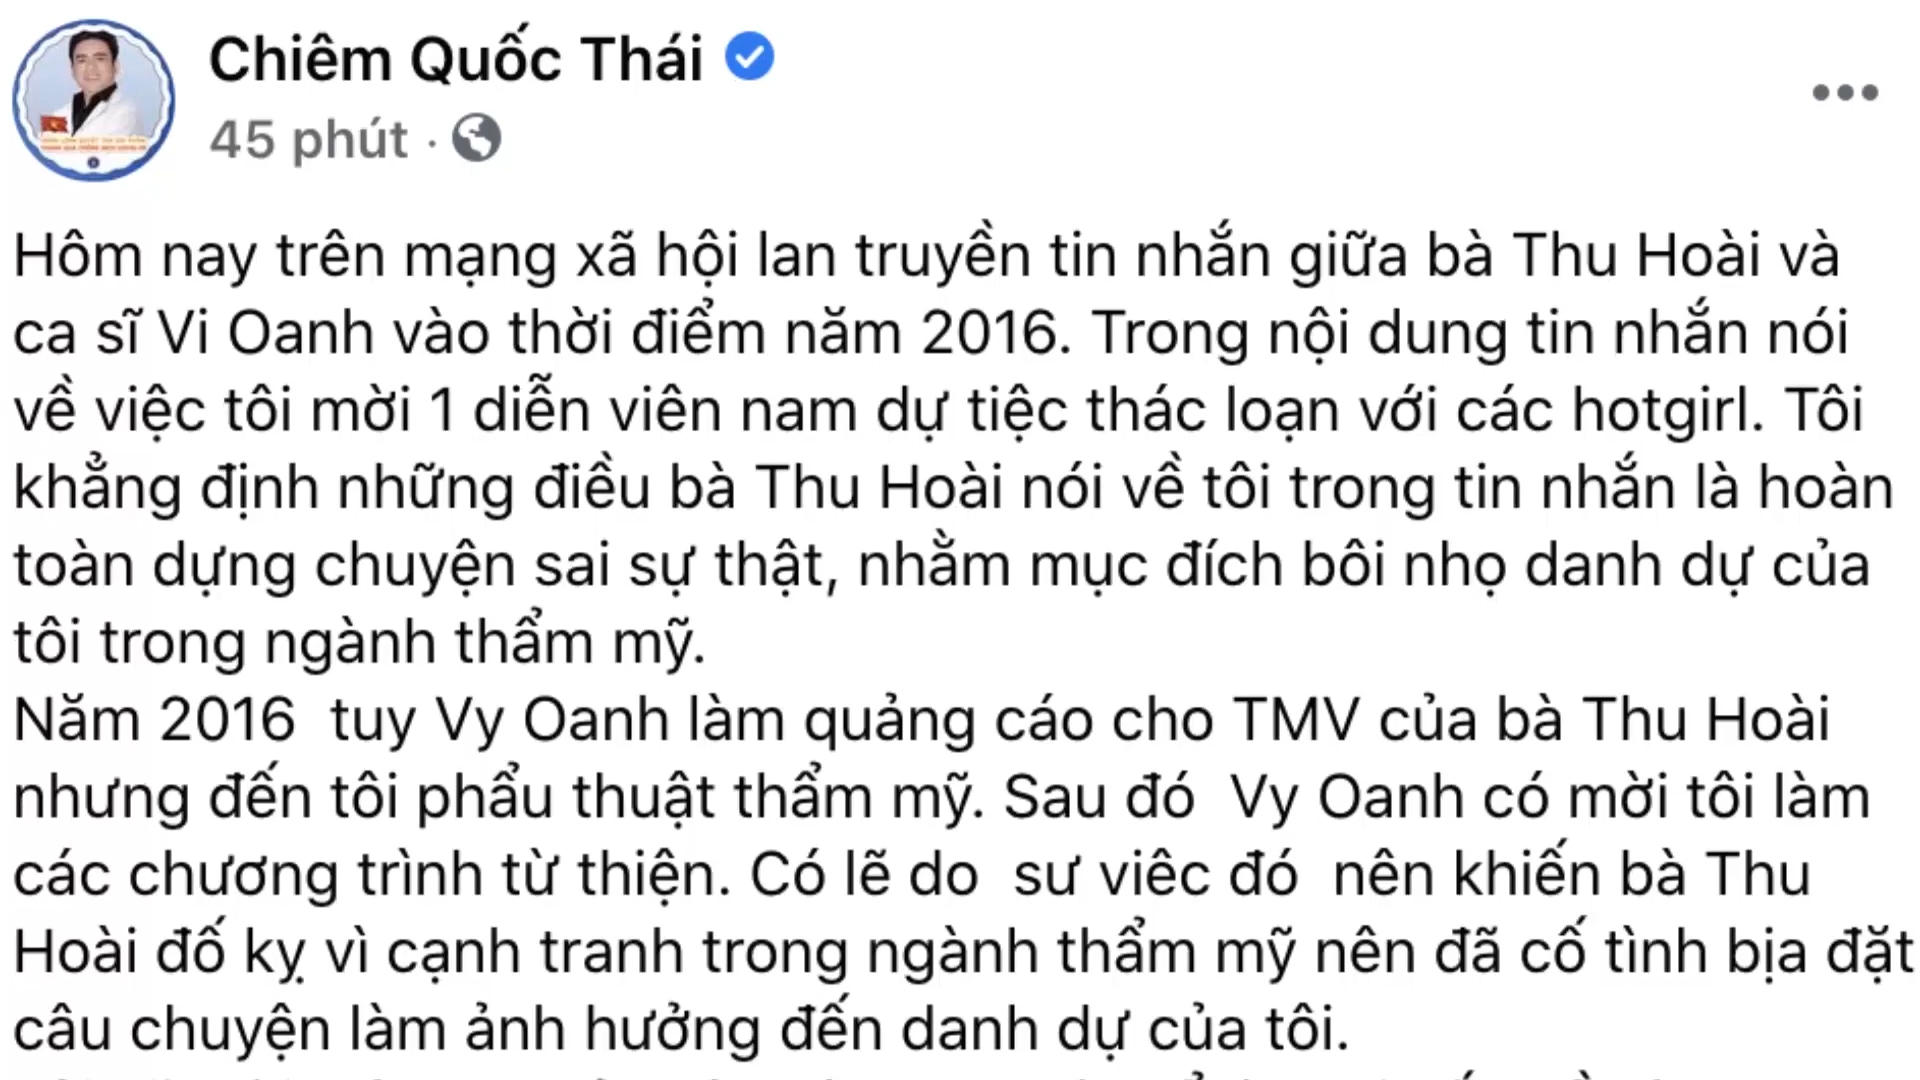 Chiêm Quốc Thái
45 phút ·
Hôm nay trên mạng xã hội lan truyền tin nhắn giữa bà Thu Hoài và
ca sĩ Vi Oanh vào thời điểm năm 2016. Trong nội dung tin nhắn nói
về việc tôi mời 1 diễn viên nam dự tiệc thác loạn với các hotgirl. Tôi
khẳng định những điều bà Thu Hoài nói về tôi trong tin nhắn là hoàn
toàn dựng chuyện sai sự thật, nhằm mục đích bôi nhọ danh dự của
tôi trong ngành thẩm mỹ.
Năm 2016  tuy Vy Oanh làm quảng cáo cho TMV của bà Thu Hoài
nhưng đến tôi phẩu thuật thẩm mỹ. Sau đó  Vy Oanh có mời tôi làm
các chương trình từ thiện. Có lẽ do  sư viêc đó  nên khiến bà Thu
Hoài đố kỵ vì cạnh tranh trong ngành thẩm mỹ nên đã cố tình bịa đặt
câu chuyện làm ảnh hưởng đến danh dự của tôi.